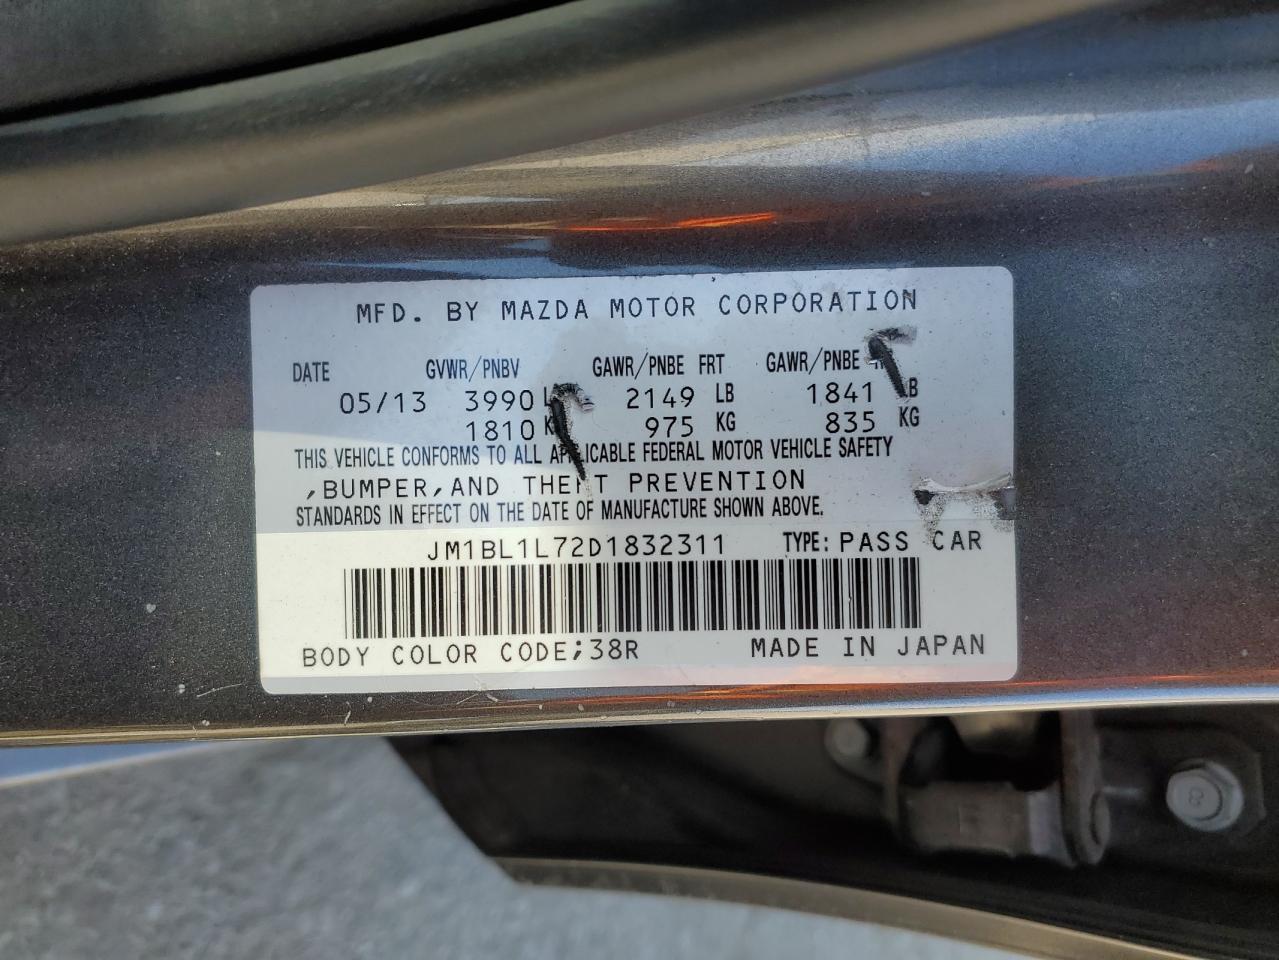 MFD. BY MAZDA MOTOR CORPORATION
DATE GVWR/PNBV GAWR/PNBE FRT GAWR/PNBE
05/13 3990 2149 LB 1841 LB
1810 975 KG 835 KG
THIS VEHICLE CONFORMS TO ALL APPLICABLE FEDERAL MOTOR VEHICLE SAFETY
,BUMPER,AND THEFT PREVENTION
STANDARDS IN EFFECT ON THE DATE OF MANUFACTURE SHOWN ABOVE.
JM1BL1L72D1832311 TYPE: PASS CAR
BODY COLOR CODE;38R MADE IN JAPAN